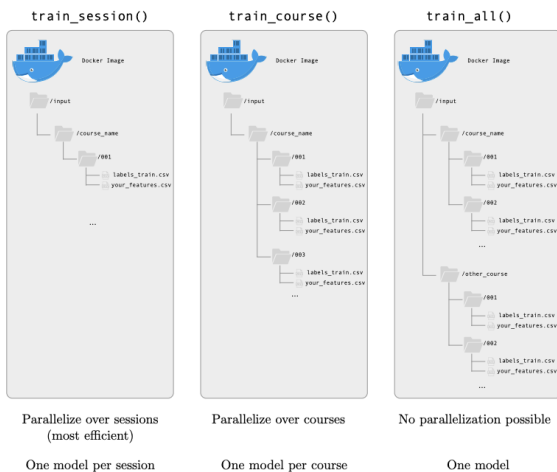 train_session()
Docker Image
/input
/course_name
/001
labels_train.csv
your_features.csv
...
Parallelize over sessions
(most efficient)
One model per session
train_course()
Docker Image
/input
/course_name
/001
labels_train.csv
your_features.csv
/002
labels_train.csv
your_features.csv
/003
labels_train.csv
your_features.csv
...
Parallelize over courses
One model per course
train_all()
Docker Image
/input
/course_name
/001
labels_train.csv
your_features.csv
/002
labels_train.csv
your_features.csv
...
/other_course
/001
labels_train.csv
your_features.csv
/002
labels_train.csv
your_features.csv
...
No parallelization possible
One model